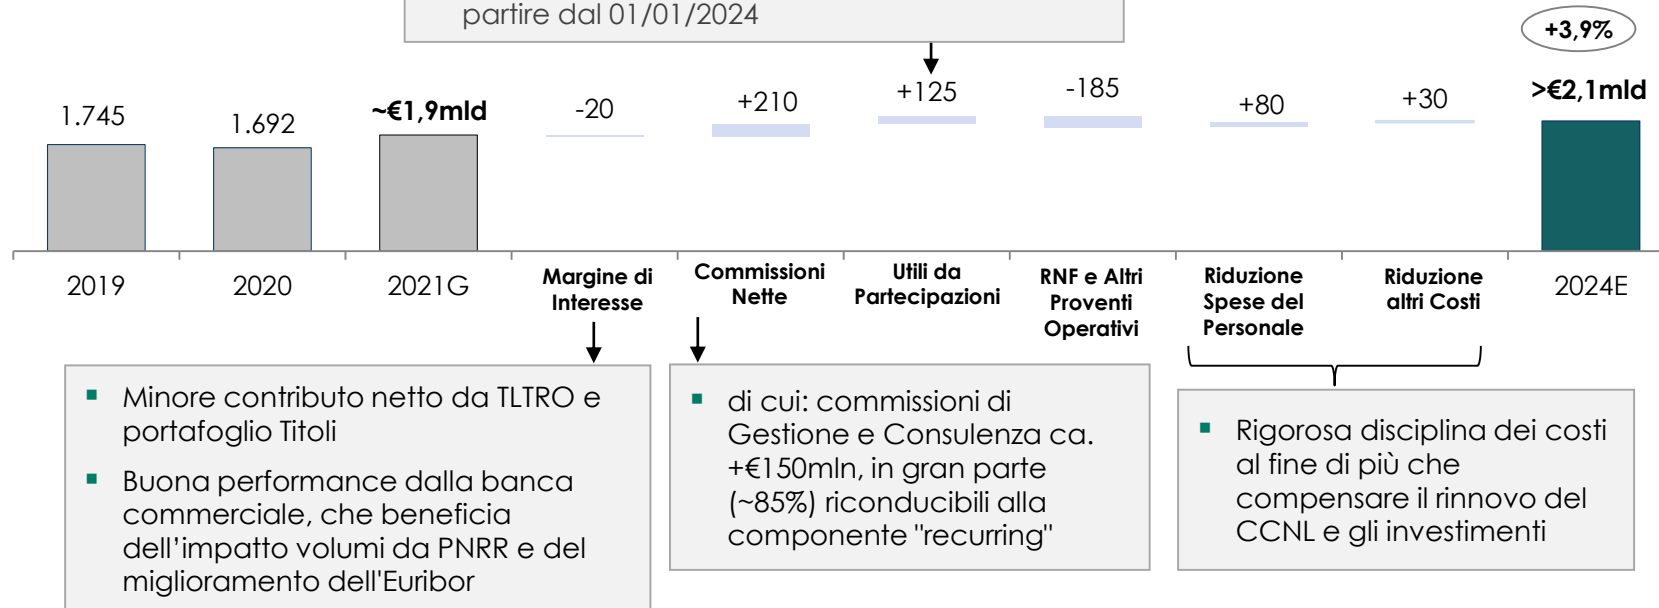 partire dal 01/01/2024
+3,9%
1.745
1.692
~€1,9mld
-20
+210
+125
-185
+80
+30
>€2,1mld
2019
2020
2021G
Margine di
Interesse
Commissioni
Nette
Utili da
Partecipazioni
RNF e Altri
Proventi
Operativi
Riduzione
Spese del
Personale
Riduzione
altri Costi
2024E
▪ Minore contributo netto da TLTRO e
portafoglio Titoli
▪ Buona performance dalla banca
commerciale, che beneficia
dell’impatto volumi da PNRR e del
miglioramento dell'Euribor
▪ di cui: commissioni di
Gestione e Consulenza ca.
+€150mln, in gran parte
(~85%) riconducibili alla
componente "recurring"
▪ Rigorosa disciplina dei costi
al fine di più che
compensare il rinnovo del
CCNL e gli investimenti